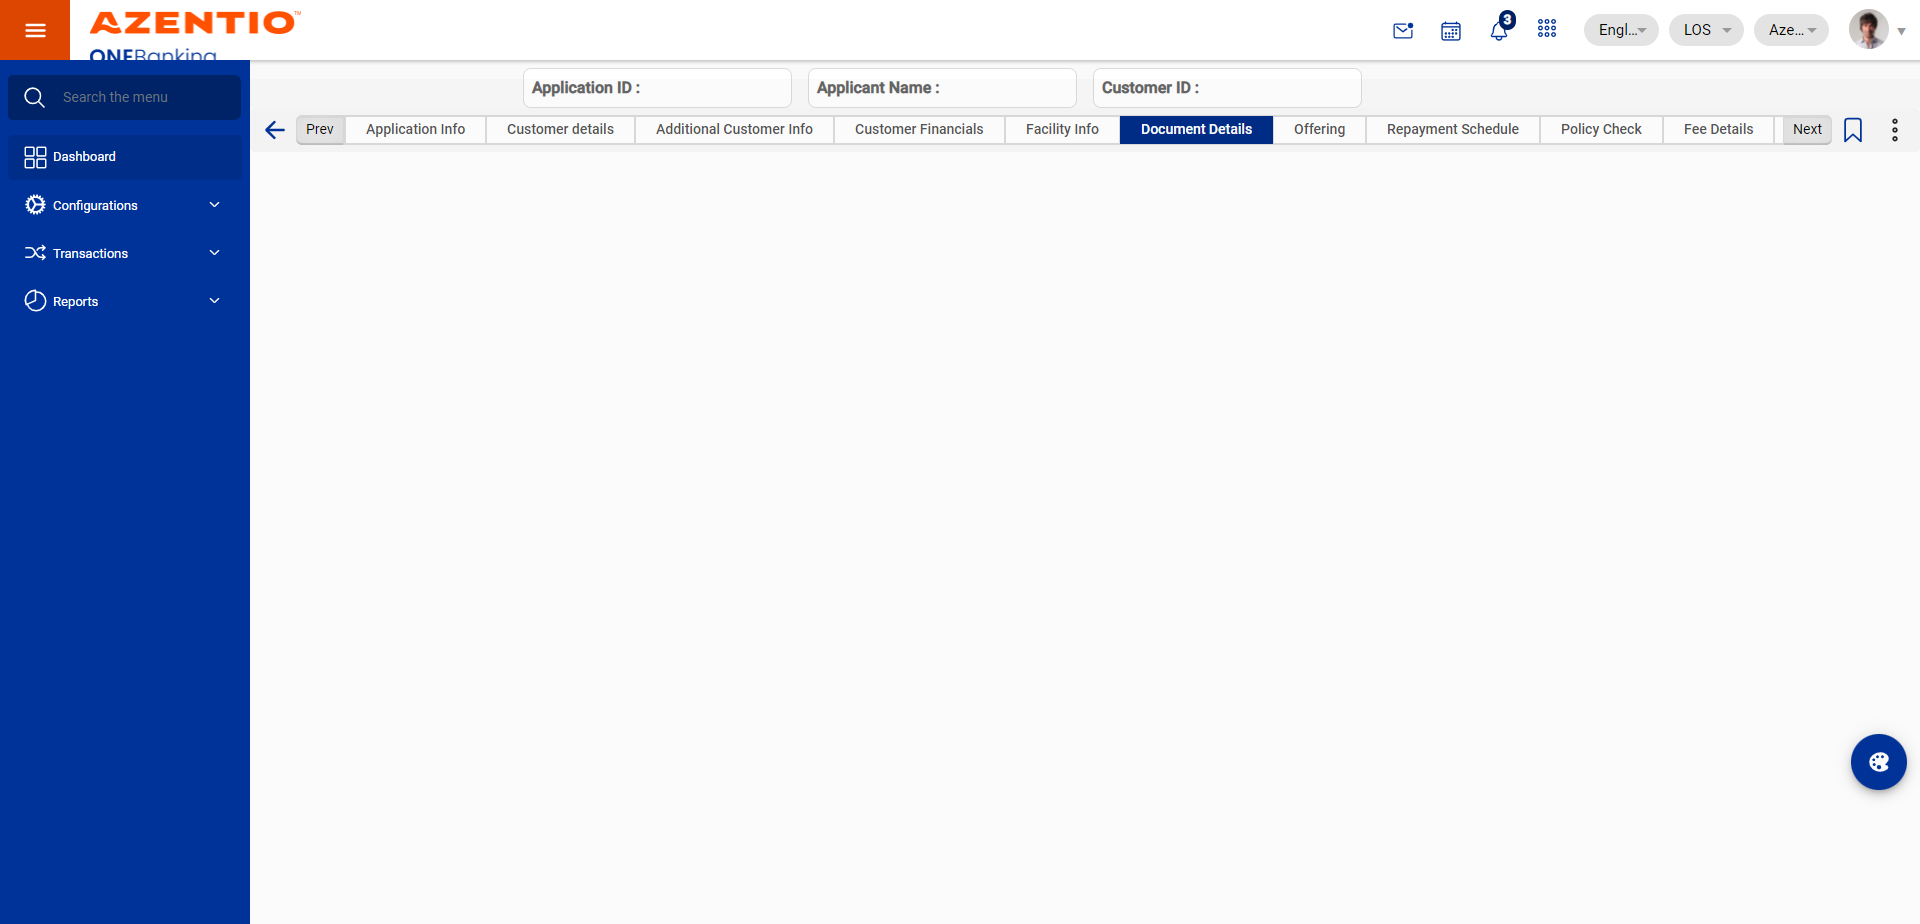 AZENTIO™
ONEBanking
3
Engl...
LOS
Aze...
Search the menu
Application ID :
Applicant Name :
Customer ID :
Prev
Application Info
Customer details
Additional Customer Info
Customer Financials
Facility Info
Document Details
Offering
Repayment Schedule
Policy Check
Fee Details
Next
Dashboard
Configurations
Transactions
Reports